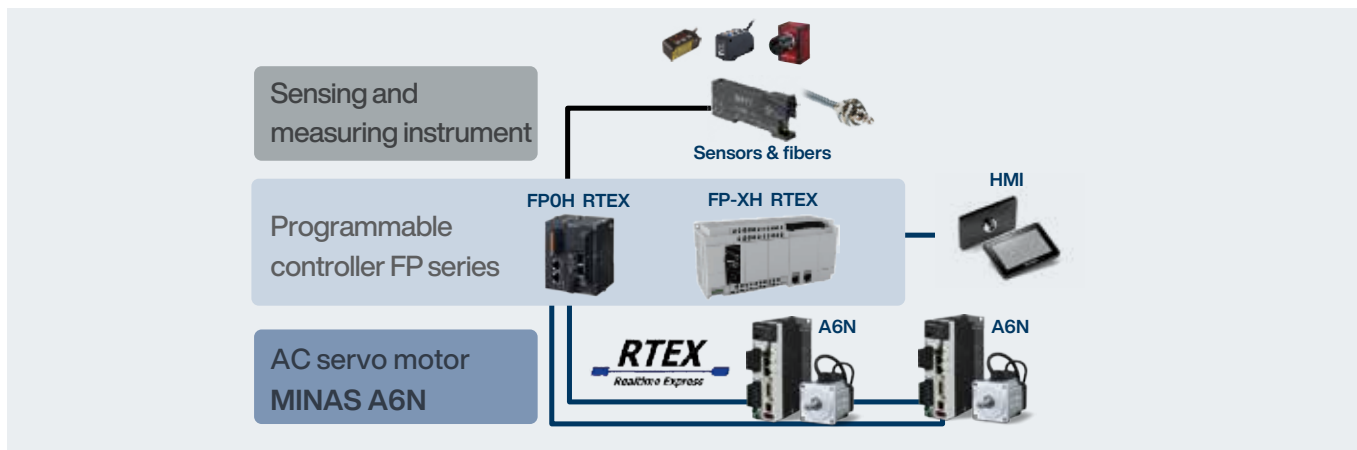 Sensing and
measuring instrument
Sensors & fibers
HMI
FP0H RTEX
FP-XH RTEX
Programmable
controller FP series
A6N
A6N
RTEX
Realtime Express
AC servo motor
MINAS A6N